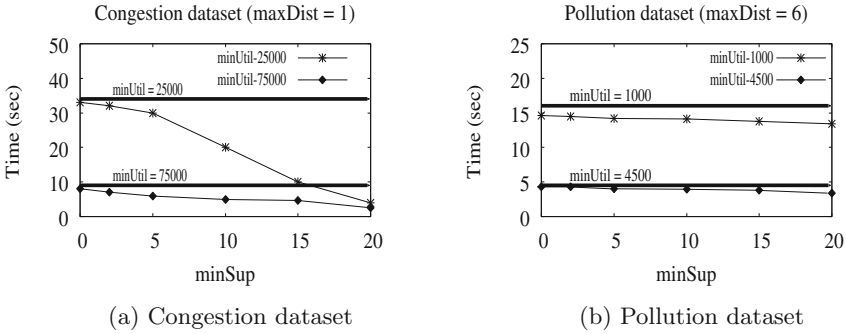 Congestion dataset (maxDist = 1)
50
40
30
20
10
0
Time (sec)
minUtil-25000
minUtil-75000
minUtil = 25000
minUtil = 75000
0 5 10 15 20
minSup
(a) Congestion dataset
Pollution dataset (maxDist = 6)
25
20
15
10
5
0
Time (sec)
minUtil-1000
minUtil-4500
minUtil = 1000
minUtil = 4500
0 5 10 15 20
minSup
(b) Pollution dataset